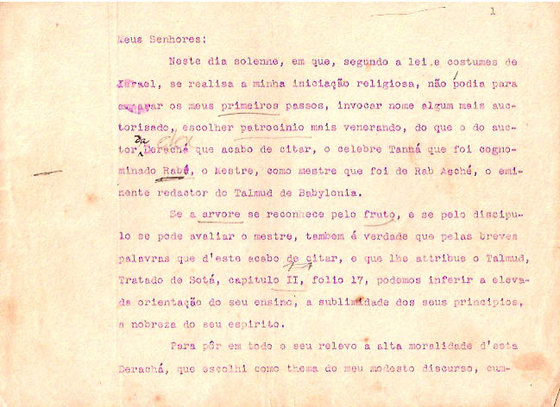 1
Meus Senhores:
Neste dia solenne, em que, segundo a lei e costumes de
Israel, se realisa a minha iniciação religiosa, não podia para
amparar os meus primeiros passos, invocar nome algum mais auc-
torisado, escolher patrocinio mais venerando, do que o do auc-
tor da Derachá que acabo de citar, o celebre Tanná que foi cogno-
minado Rabé, o Mestre, como mestre que foi de Rab Asché, o emi-
nente redactor do Talmud de Babylonia.
Se a arvore se reconhece pelo fruto, e se pelo discipu-
lo se pode avaliar o mestre, tambem é verdade que pelas breves
palavras que d'este acabo de citar, e que lhe attribue o Talmud,
Tratado de Sotá, capitulo II, folio 17, podemos inferir a eleva-
da orientação do seu ensino, a sublimidade dos seus principios,
a nobreza do seu espirito.
Para pôr em todo o seu relevo a alta moralidade d'esta
Derachá, que escolhi como thema do meu modesto discurso, cum-